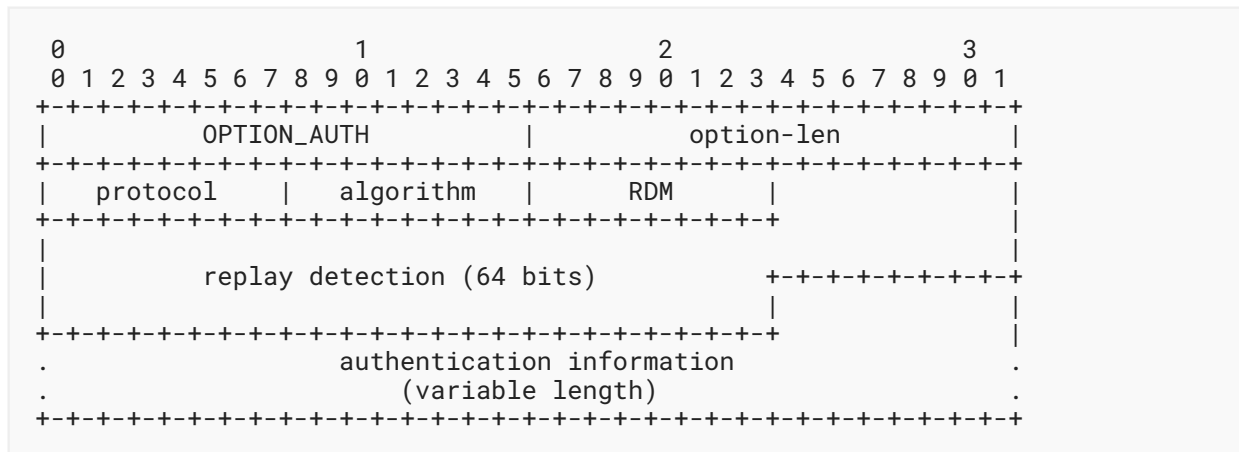 0                   1                   2                   3
 0 1 2 3 4 5 6 7 8 9 0 1 2 3 4 5 6 7 8 9 0 1 2 3 4 5 6 7 8 9 0 1
+-+-+-+-+-+-+-+-+-+-+-+-+-+-+-+-+-+-+-+-+-+-+-+-+-+-+-+-+-+-+-+-+
|          OPTION_AUTH          |          option-len           |
+-+-+-+-+-+-+-+-+-+-+-+-+-+-+-+-+-+-+-+-+-+-+-+-+-+-+-+-+-+-+-+-+
|   protocol    |   algorithm   |      RDM      |               |
+-+-+-+-+-+-+-+-+-+-+-+-+-+-+-+-+-+-+-+-+-+-+-+-+               |
|                                                               |
|          replay detection (64 bits)           +-+-+-+-+-+-+-+-+
|                                               |               |
+-+-+-+-+-+-+-+-+-+-+-+-+-+-+-+-+-+-+-+-+-+-+-+-+               |
.                   authentication information                  .
.                       (variable length)                       .
+-+-+-+-+-+-+-+-+-+-+-+-+-+-+-+-+-+-+-+-+-+-+-+-+-+-+-+-+-+-+-+-+